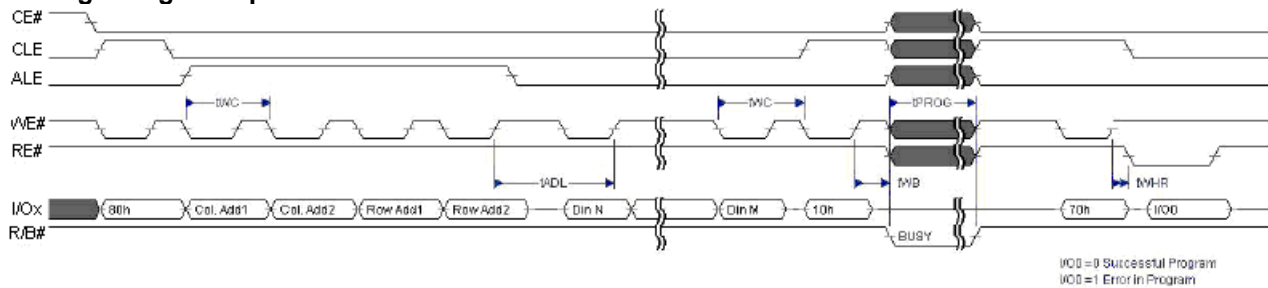 CE#
CLE
ALE
tWC tWC tPROG
WE#
RE#
tADL tWB tWHR
I/Ox 80h Col. Add1 Col. Add2 Row Add1 Row Add2 Din N Din M 10h 70h I/O0
R/B# BUSY
I/O0 =0 Successful Program
I/O0 =1 Error in Program